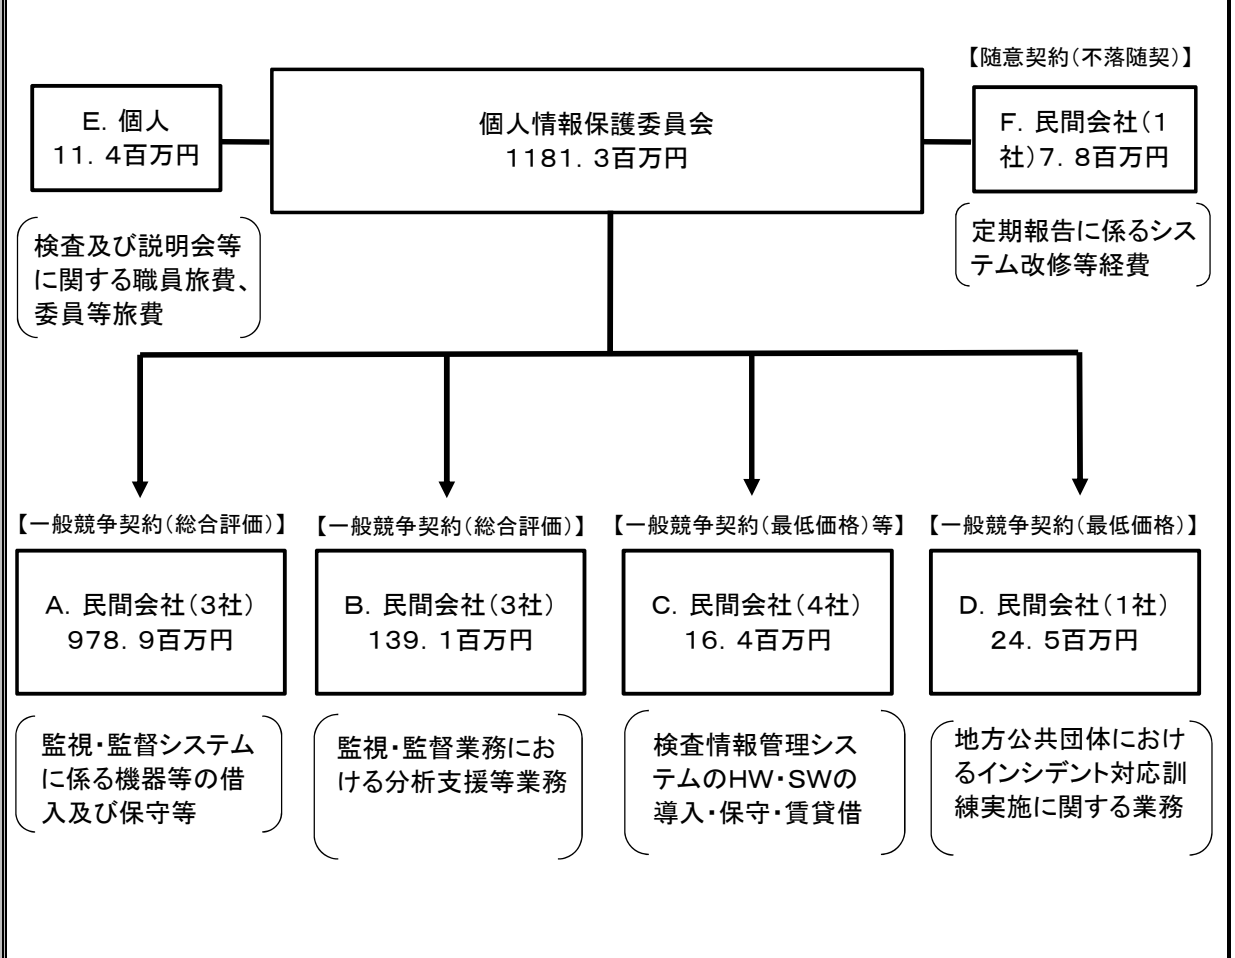 【随意契約(不落随契)】
E. 個人
11. 4百万円
個人情報保護委員会
1181. 3百万円
F. 民間会社(1
社)7. 8百万円
検査及び説明会等
に関する職員旅費、
委員等旅費
定期報告に係るシス
テム改修等経費
【一般競争契約(総合評価)】
【一般競争契約(総合評価)】
【一般競争契約(最低価格)等】
【一般競争契約(最低価格)】
A. 民間会社(3社)
978. 9百万円
B. 民間会社(3社)
139. 1百万円
C. 民間会社(4社)
16. 4百万円
D. 民間会社(1社)
24. 5百万円
監視・監督システム
に係る機器等の借
入及び保守等
監視・監督業務にお
ける分析支援等業務
検査情報管理シス
テムのHW・SWの
導入・保守・賃貸借
地方公共団体におけ
るインシデント対応訓
練実施に関する業務